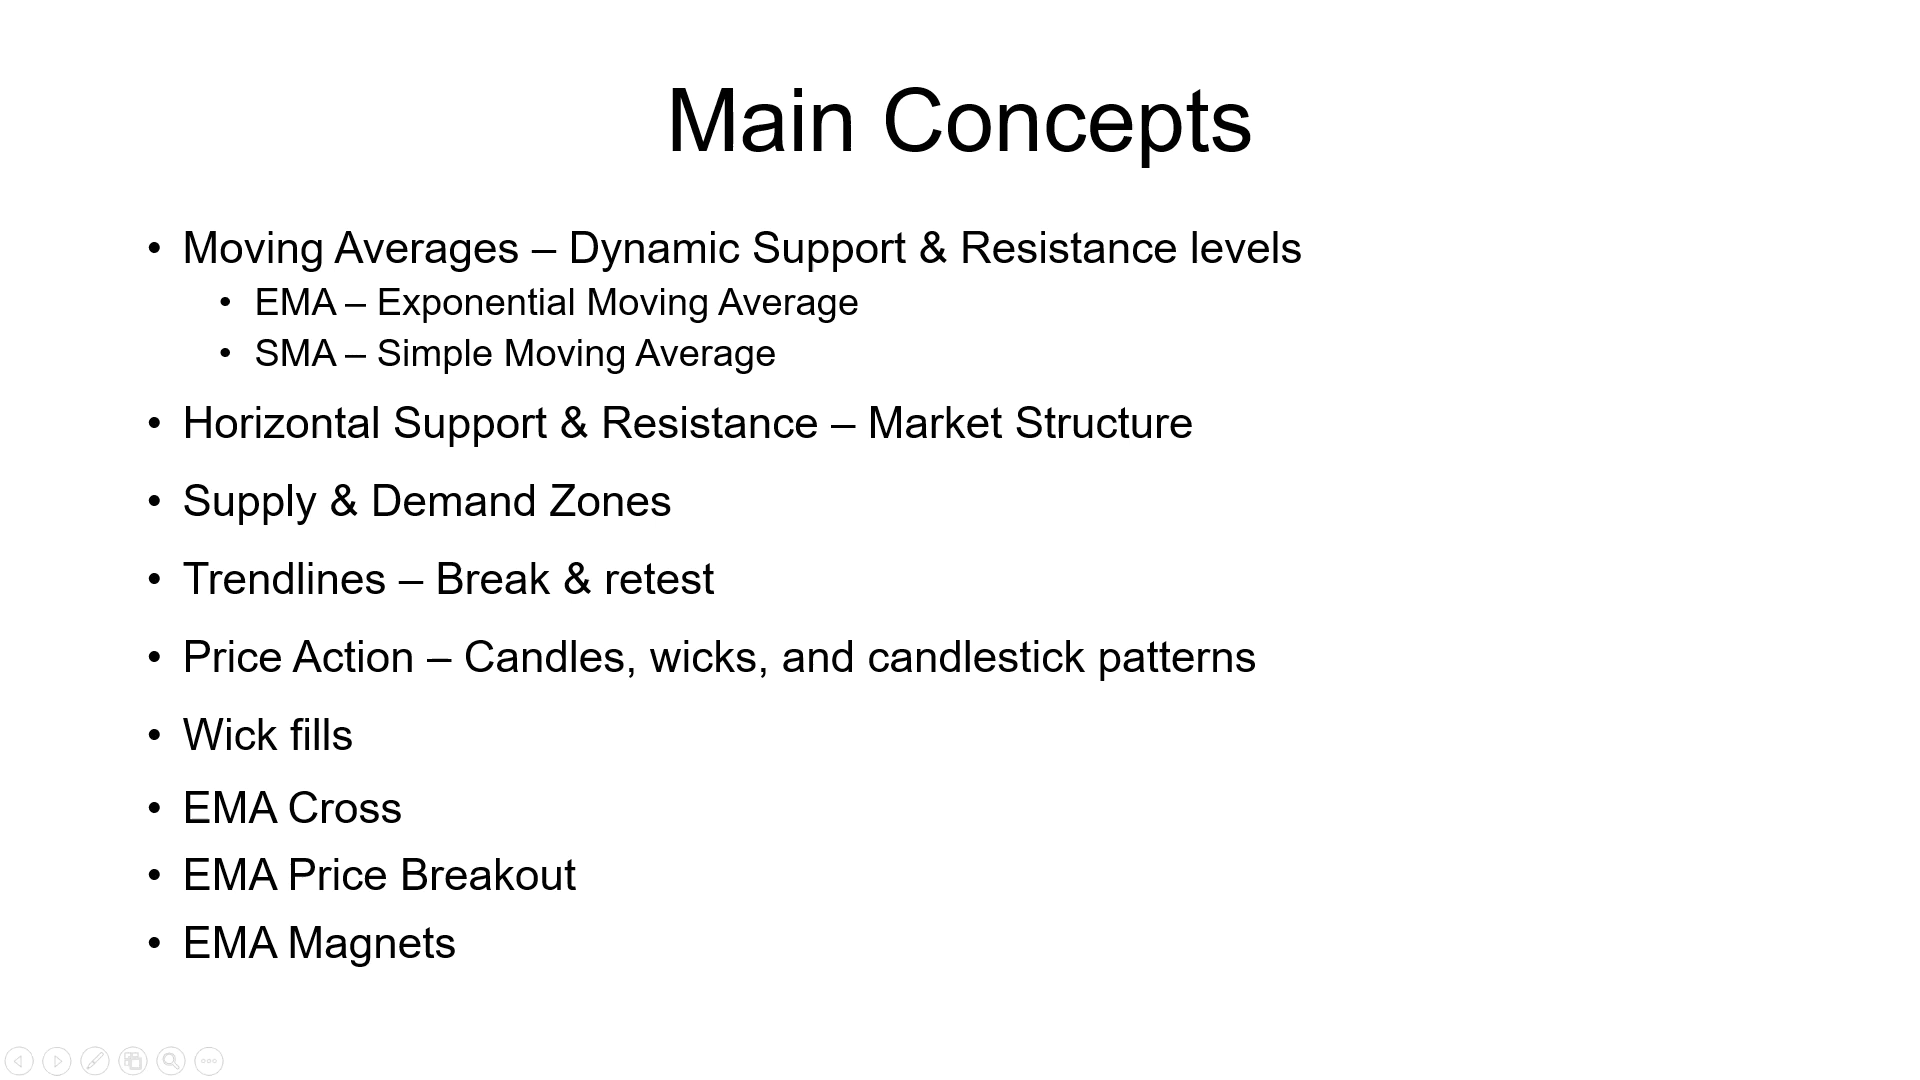 Main Concepts
• Moving Averages – Dynamic Support & Resistance levels
• EMA – Exponential Moving Average
• SMA – Simple Moving Average
• Horizontal Support & Resistance – Market Structure
• Supply & Demand Zones
• Trendlines – Break & retest
• Price Action – Candles, wicks, and candlestick patterns
• Wick fills
• EMA Cross
• EMA Price Breakout
• EMA Magnets